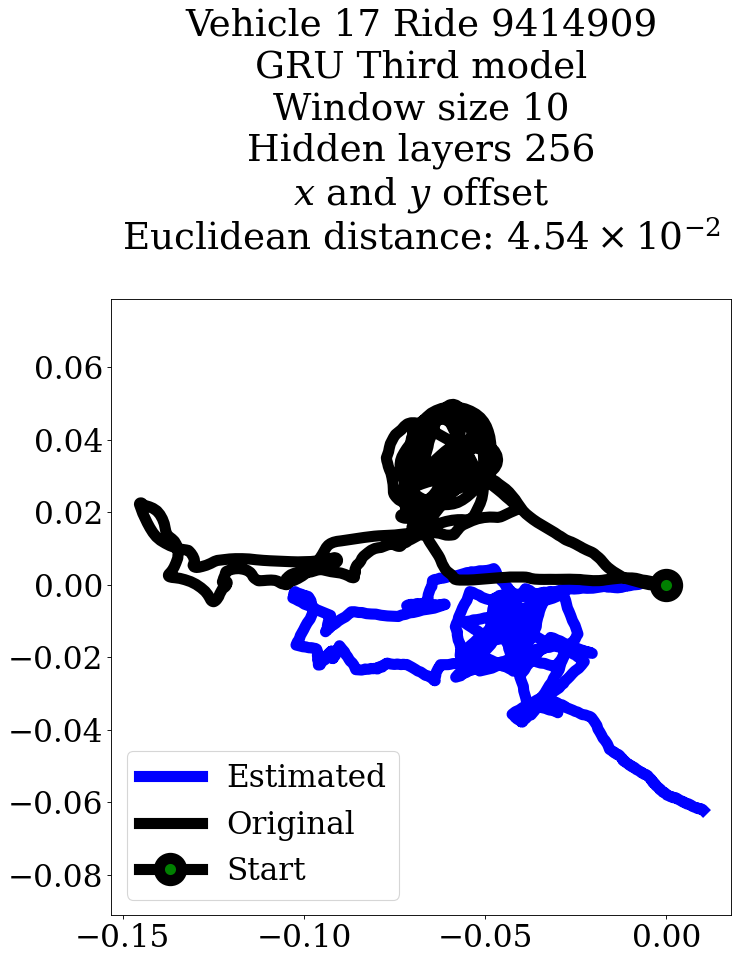 Vehicle 17 Ride 9414909
GRU Third model
Window size 10
Hidden layers 256
x and y offset
Euclidean distance: 4.54 × 10⁻²
0.06
0.04
0.02
0.00
−0.02
−0.04
−0.06
−0.08
Estimated
Original
Start
−0.15
−0.10
−0.05
0.00